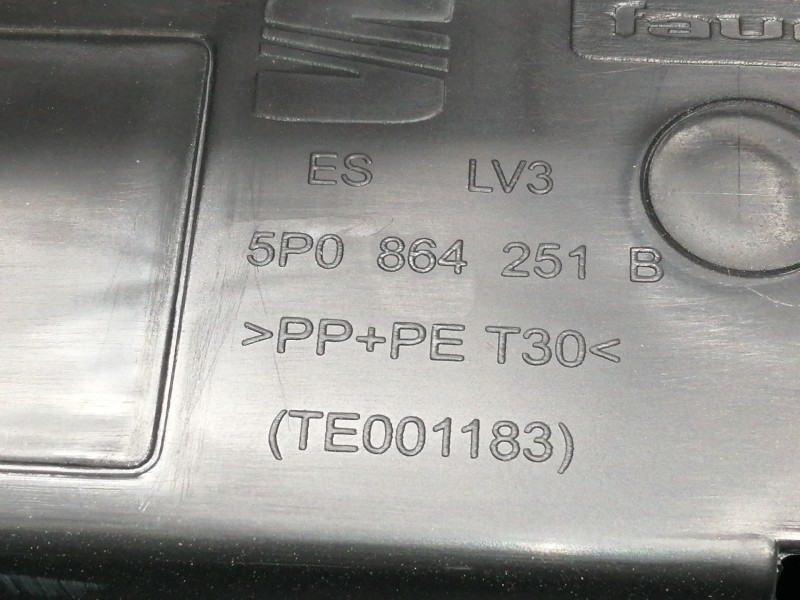 ES LV3
5P0 864 251 B
>PP+PE T30<
(TE001183)